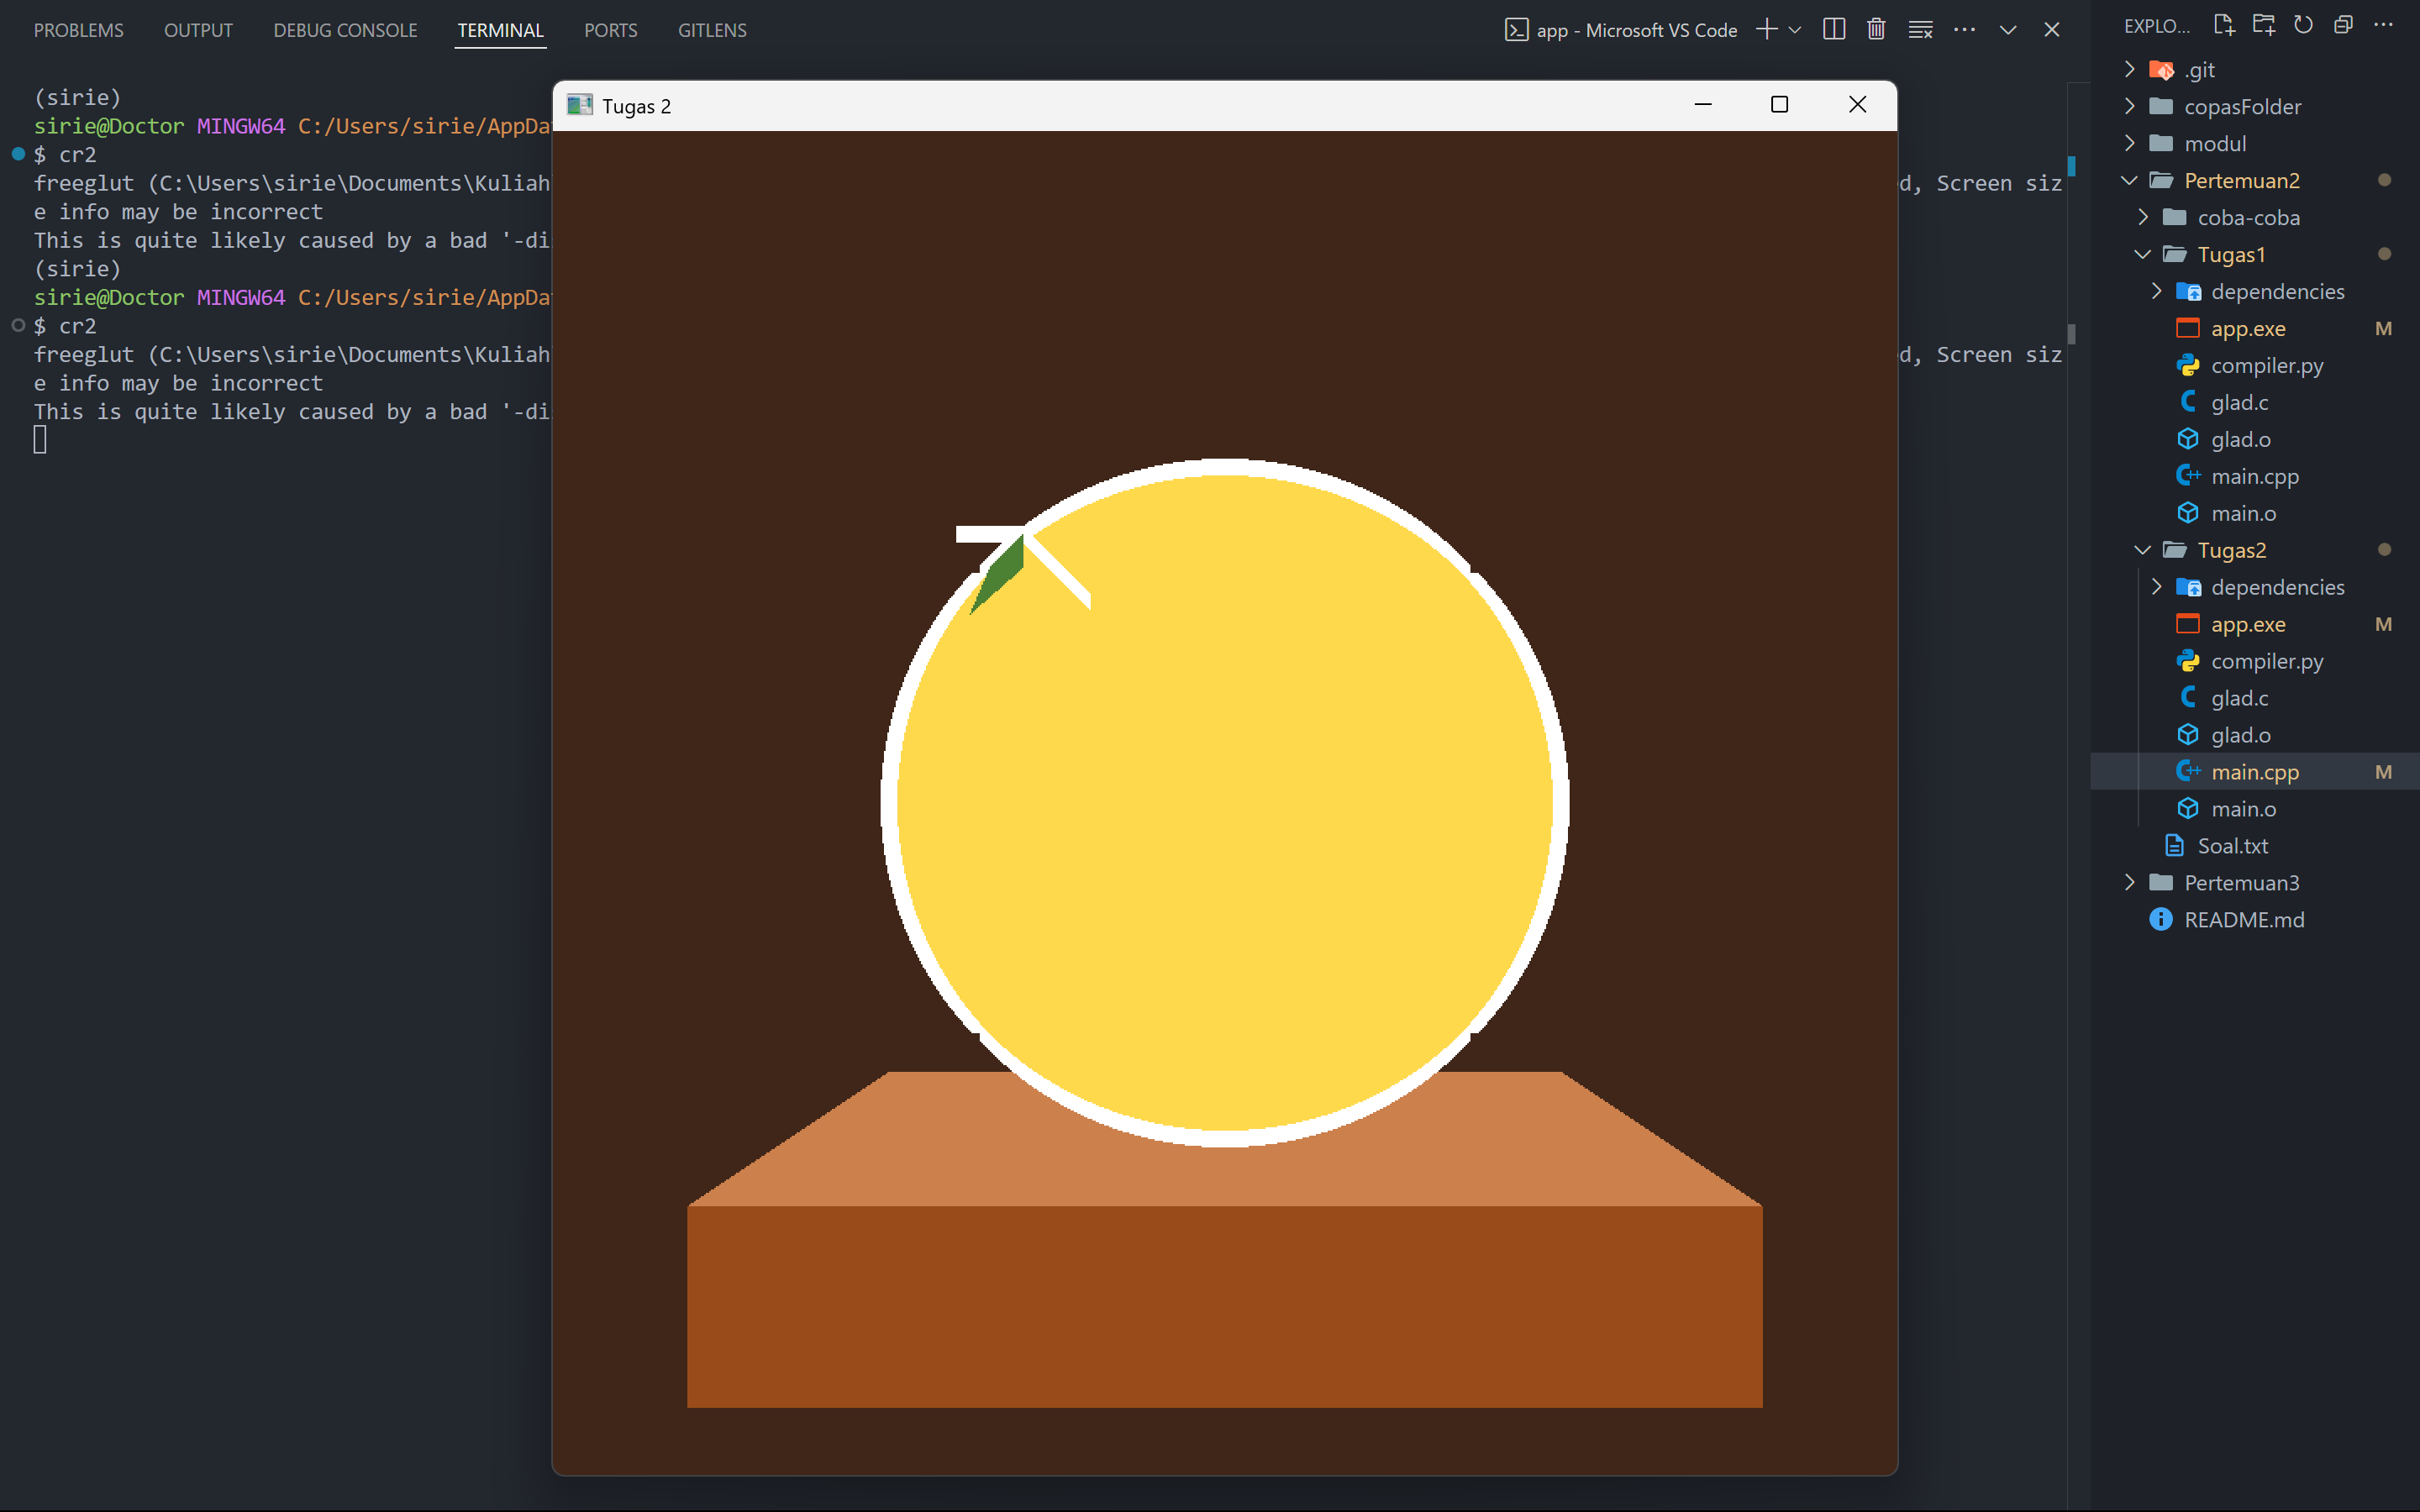 PROBLEMS OUTPUT DEBUG CONSOLE TERMINAL PORTS GITLENS
app - Microsoft VS Code
(sirie)
sirie@Doctor MINGW64 C:/Users/sirie/AppDa
$ cr2
freeglut (C:\Users\sirie\Documents\Kuliah
d, Screen siz
e info may be incorrect
This is quite likely caused by a bad '-di
(sirie)
sirie@Doctor MINGW64 C:/Users/sirie/AppDa
$ cr2
freeglut (C:\Users\sirie\Documents\Kuliah
d, Screen siz
e info may be incorrect
This is quite likely caused by a bad '-di
Tugas 2
EXPLO...
.git
copasFolder
modul
Pertemuan2
coba-coba
Tugas1
dependencies
app.exe M
compiler.py
glad.c
glad.o
main.cpp
main.o
Tugas2
dependencies
app.exe M
compiler.py
glad.c
glad.o
main.cpp M
main.o
Soal.txt
Pertemuan3
README.md